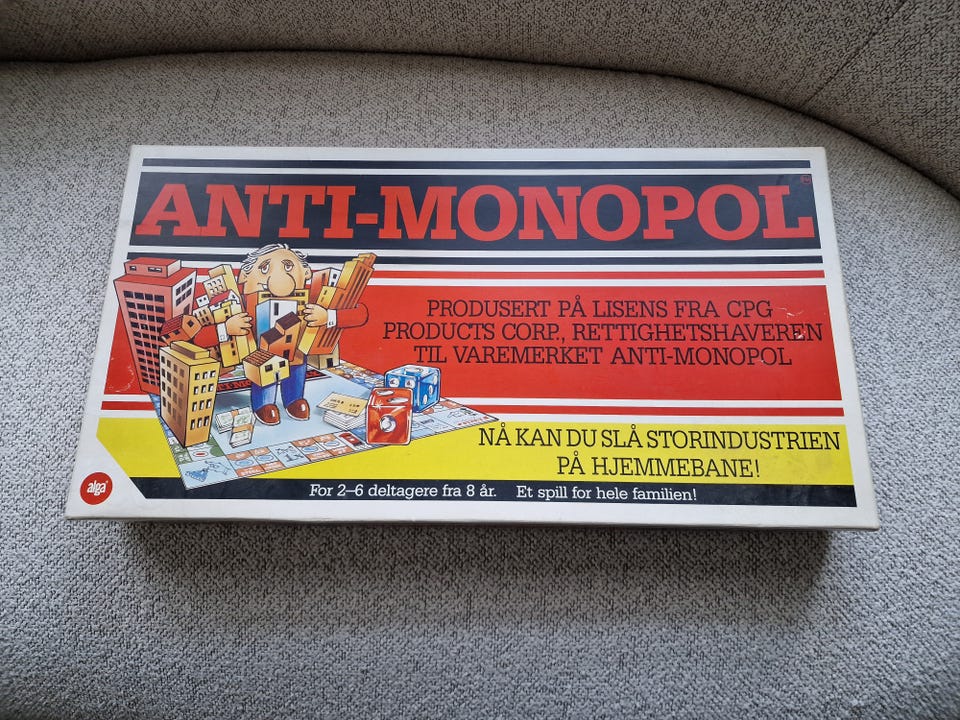 ANTI-MONOPOL
PRODUSERT PÅ LISENS FRA CPG
PRODUCTS CORP., RETTIGHETSHAVEREN
TIL VAREMERKET ANTI-MONOPOL
NÅ KAN DU SLÅ STORINDUSTRIEN
PÅ HJEMMEBANE!
alga
For 2–6 deltagere fra 8 år. Et spill for hele familien!